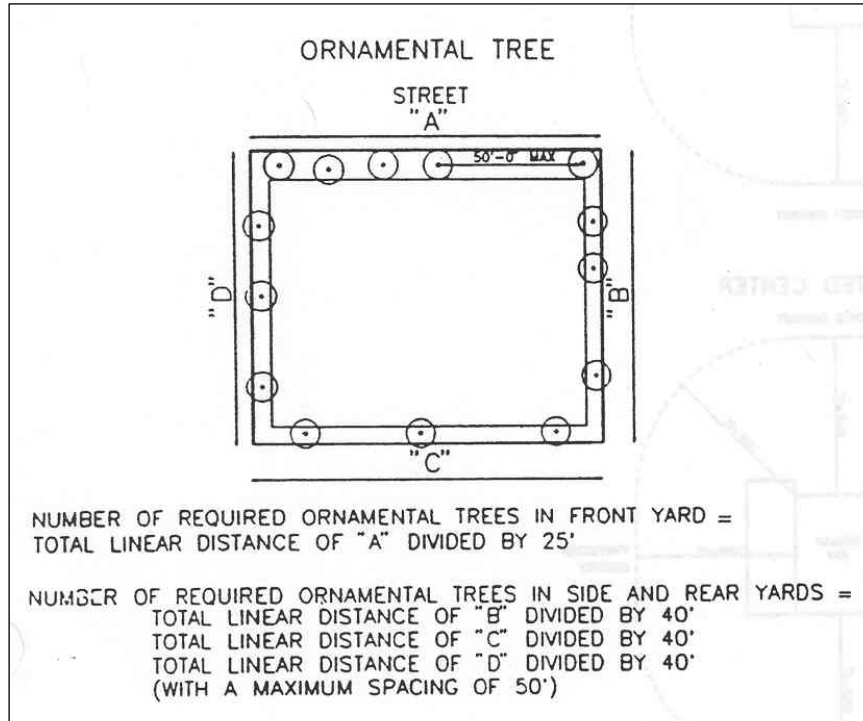 ORNAMENTAL TREE
STREET
"A"
50'-0" MAX
"D"
"B"
"C"
NUMBER OF REQUIRED ORNAMENTAL TREES IN FRONT YARD =
TOTAL LINEAR DISTANCE OF "A" DIVIDED BY 25'
NUMBER OF REQUIRED ORNAMENTAL TREES IN SIDE AND REAR YARDS =
TOTAL LINEAR DISTANCE OF "B" DIVIDED BY 40'
TOTAL LINEAR DISTANCE OF "C" DIVIDED BY 40'
TOTAL LINEAR DISTANCE OF "D" DIVIDED BY 40'
(WITH A MAXIMUM SPACING OF 50')